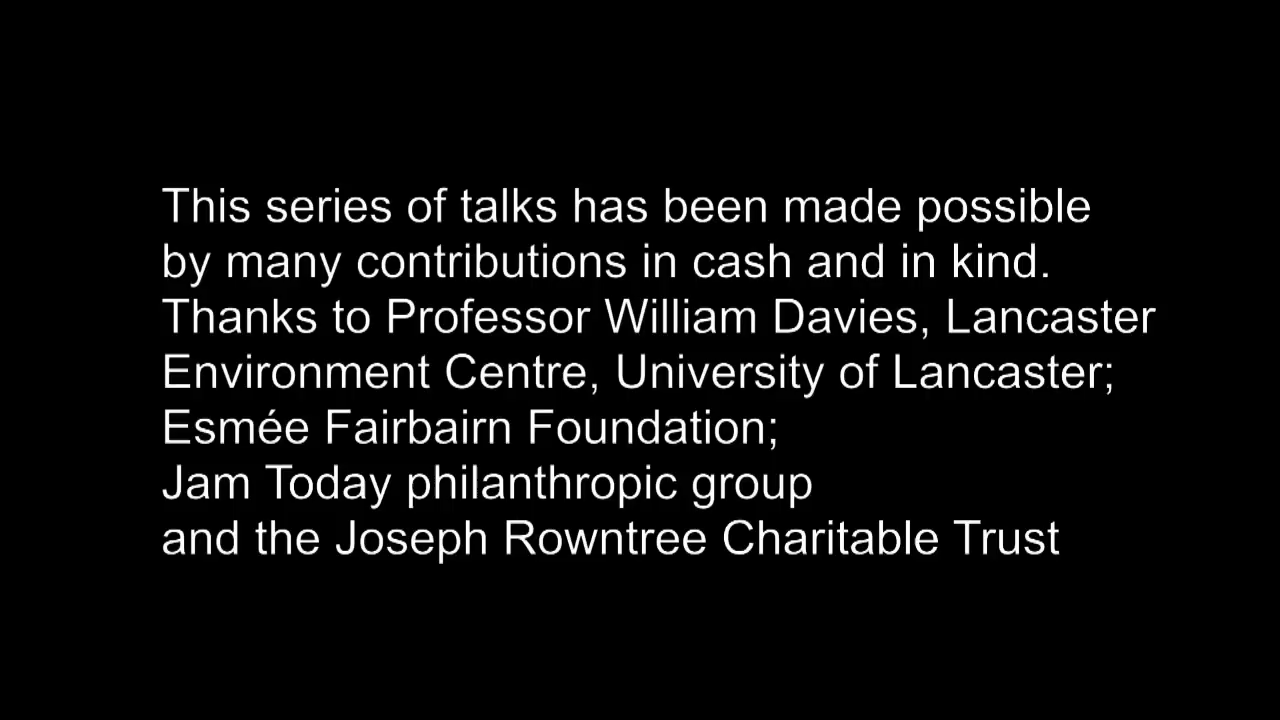 This series of talks has been made possible
by many contributions in cash and in kind.
Thanks to Professor William Davies, Lancaster
Environment Centre, University of Lancaster;
Esmée Fairbairn Foundation;
Jam Today philanthropic group
and the Joseph Rowntree Charitable Trust